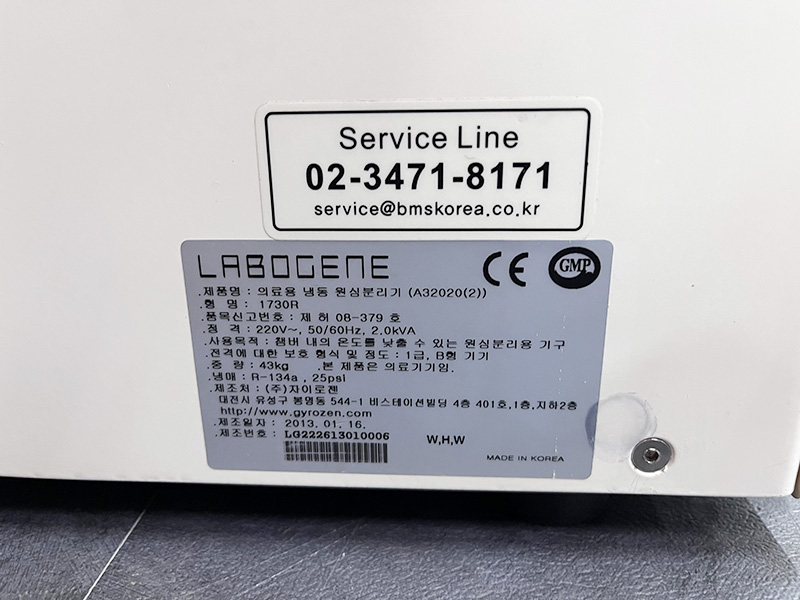 Service Line
02-3471-8171
service@bmskorea.co.kr
LABOGENE CE GMP
.제품명 : 의료용 냉동 원심분리기 (A32020(2))
.형 명 : 1730R
.품목신고번호 : 제 허 08-379 호
.정 격 : 220V~, 50/60Hz, 2.0kVA
.사용목적 : 챔버 내의 온도를 낮출 수 있는 원심분리용 기구
.전격에 대한 보호 형식 및 정도 : 1급, B형 기기
.중 량 : 43kg .본 제품은 의료기기임.
.냉매 : R-134a , 25psi
.제조처 : (주)자이로젠
대전시 유성구 봉명동 544-1 비스테이션빌딩 4층 401호,1층,지하2층
http://www.gyrozen.com
.제조일자 : 2013. 01. 16.
.제조번호 : LG222613010006 W,H,W
MADE IN KOREA